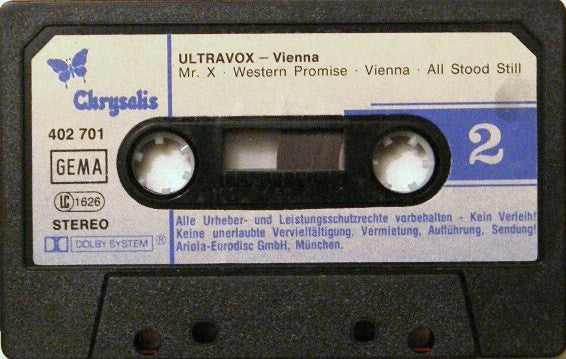 ULTRAVOX – Vienna
Mr. X · Western Promise · Vienna · All Stood Still
Chrysalis
402 701
GEMA
LC 1626
STEREO
DOLBY SYSTEM ®
2
Alle Urheber- und Leistungsschutzrechte vorbehalten - Kein Verleih!
Keine unerlaubte Vervielfältigung, Vermietung, Aufführung, Sendung!
Ariola-Eurodisc GmbH, München.